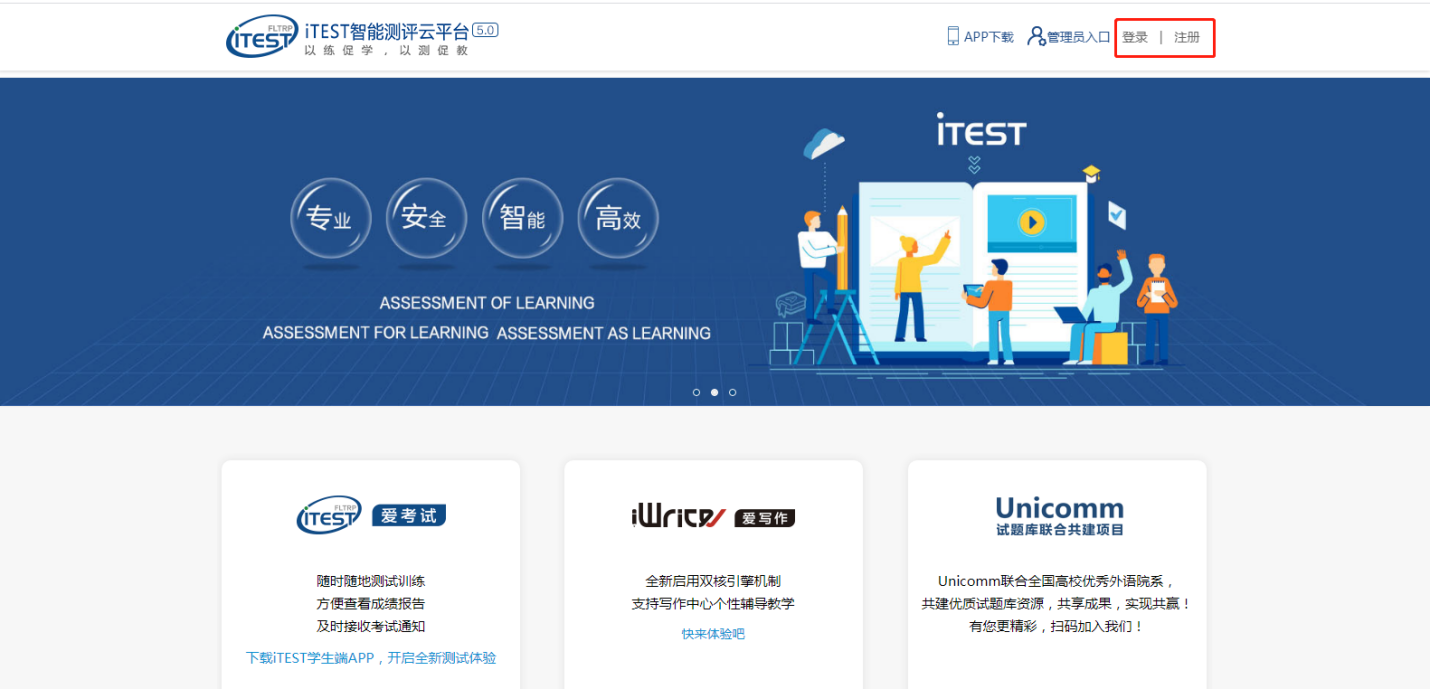 FLTRP
iTEST
iTEST智能测评云平台 5.0
以练促学，以测促教
APP下载 管理员入口 登录 | 注册
iTEST
专业 安全 智能 高效
ASSESSMENT OF LEARNING
ASSESSMENT FOR LEARNING ASSESSMENT AS LEARNING
FLTRP
iTEST 爱考试
随时随地测试训练
方便查看成绩报告
及时接收考试通知
下载iTEST学生端APP，开启全新测试体验
iWrite 爱写作
全新启用双核引擎机制
支持写作中心个性辅导教学
快来体验吧
Unicomm
试题库联合共建项目
Unicomm联合全国高校优秀外语院系，
共建优质试题库资源，共享成果，实现共赢！
有您更精彩，扫码加入我们！